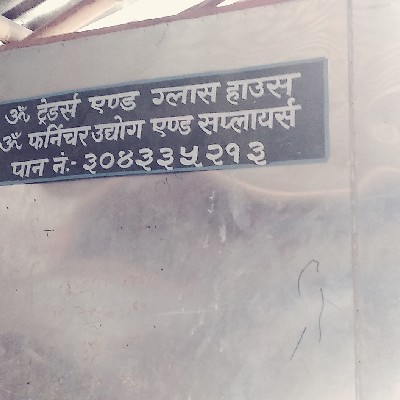 ॐ ट्रेडर्स एण्ड ग्लास हाउस
ॐ फर्निचर उद्योग एण्ड सप्लायर्स
पान नं:- ३०४३३५२१३